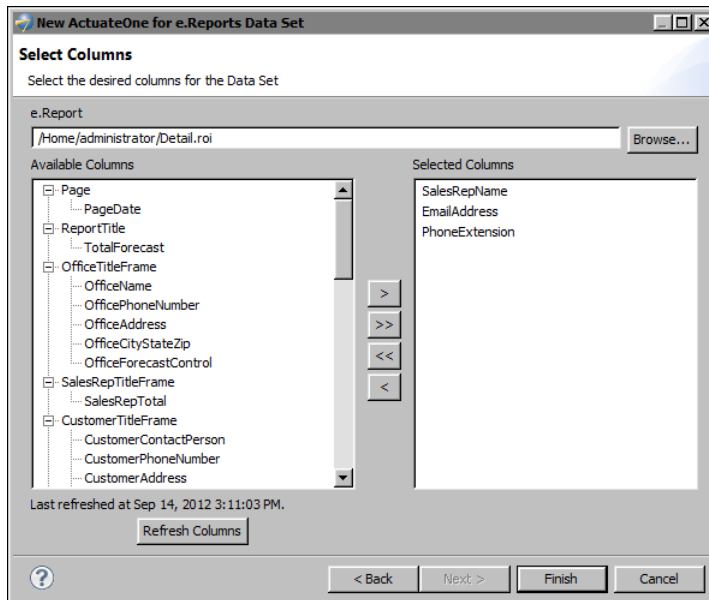 New ActuateOne for e.Reports Data Set
Select Columns
Select the desired columns for the Data Set
e.Report
/Home/administrator/Detail.roi
Browse...
Available Columns
Page
PageDate
ReportTitle
TotalForecast
OfficeTitleFrame
OfficeName
OfficePhoneNumber
OfficeAddress
OfficeCityStateZip
OfficeForecastControl
SalesRepTitleFrame
SalesRepTotal
CustomerTitleFrame
CustomerContactPerson
CustomerPhoneNumber
CustomerAddress
>
>>
<<
<
Selected Columns
SalesRepName
EmailAddress
PhoneExtension
Last refreshed at Sep 14, 2012 3:11:03 PM.
Refresh Columns
?
< Back
Next >
Finish
Cancel